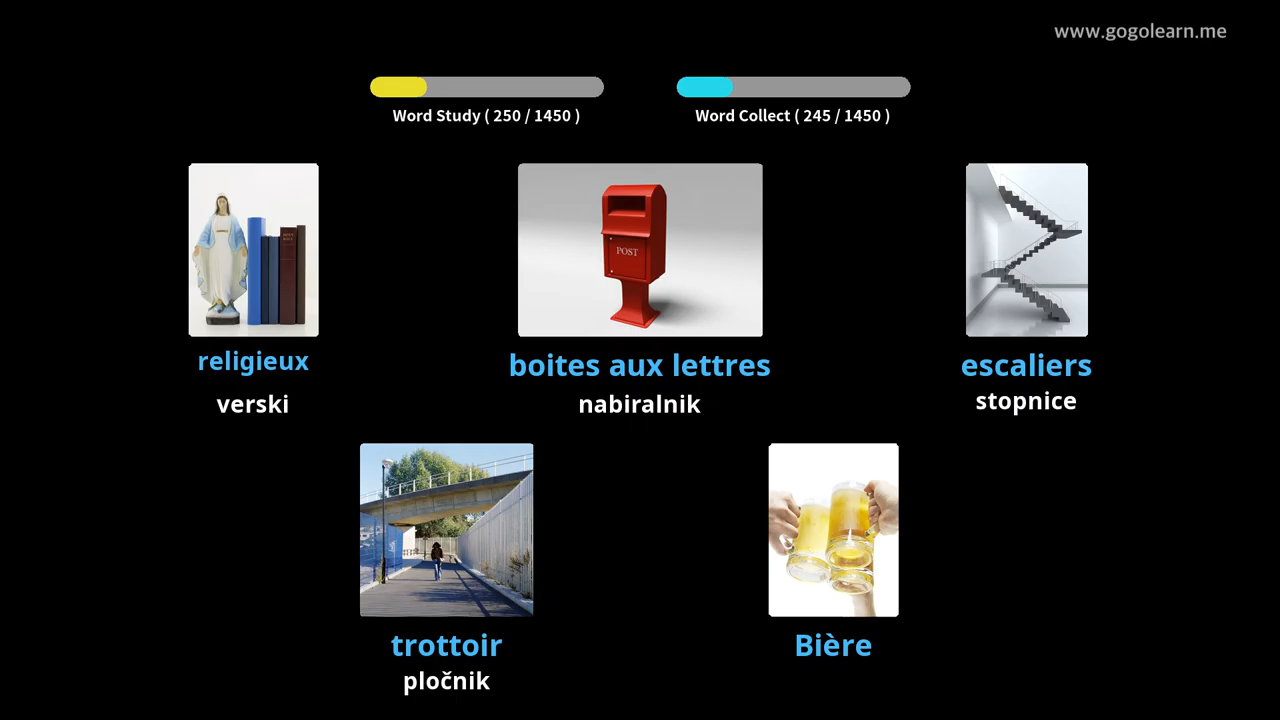 www.gogolearn.me
Word Study ( 250 / 1450 )
Word Collect ( 245 / 1450 )
POST
religieux
verski
boites aux lettres
nabiralnik
escaliers
stopnice
trottoir
pločnik
Bière